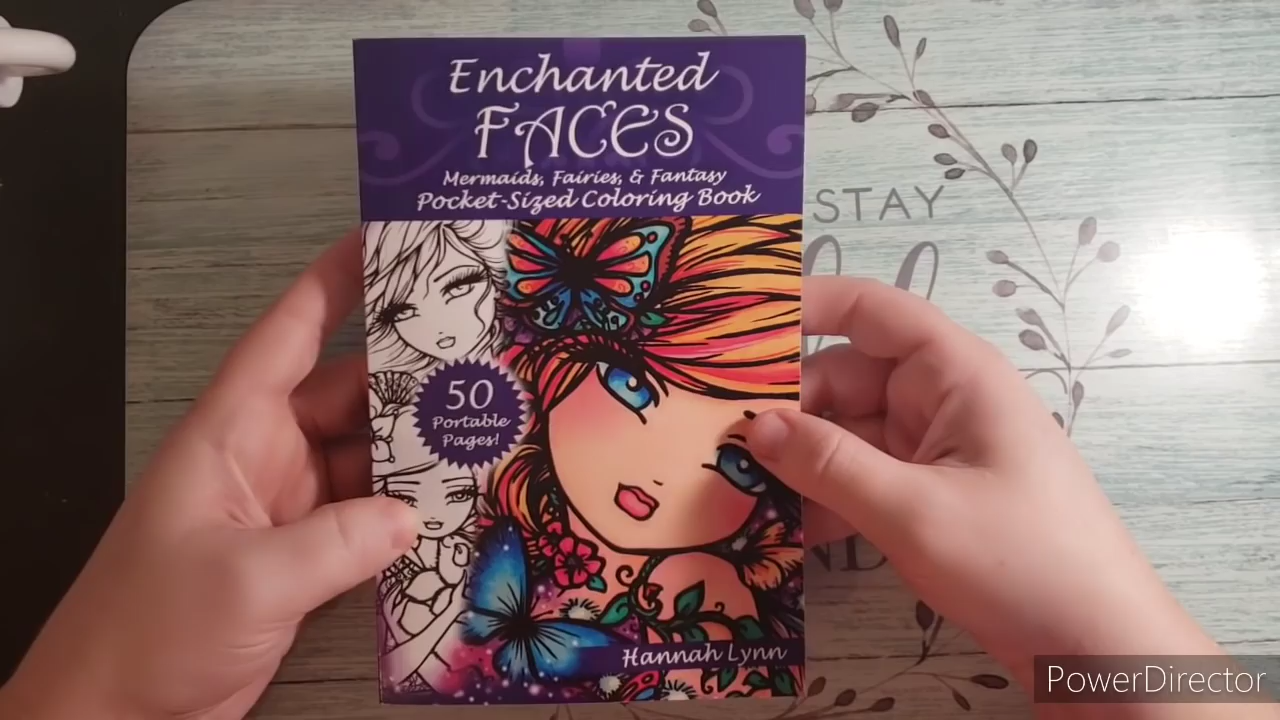 Enchanted
FACES
Mermaids, Fairies, & Fantasy
Pocket-Sized Coloring Book
50
Portable
Pages!
Hannah Lynn
STAY
PowerDirector